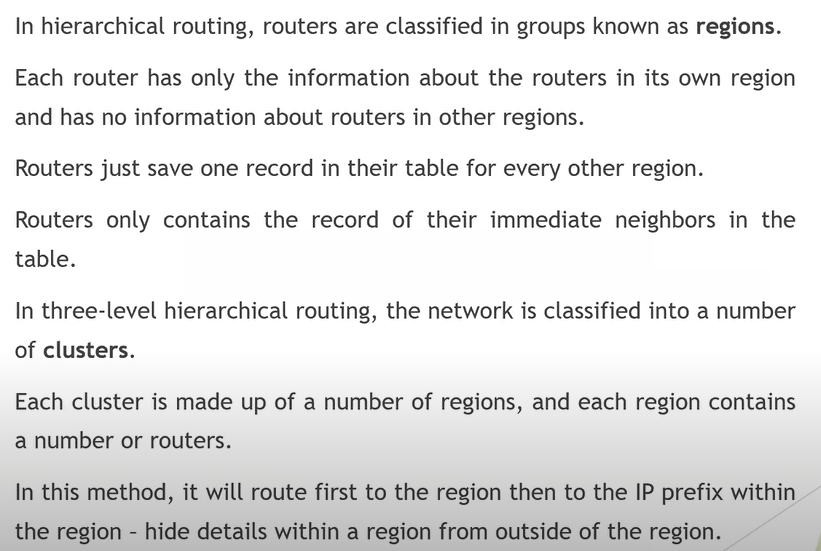 In hierarchical routing, routers are classified in groups known as regions.
Each router has only the information about the routers in its own region
and has no information about routers in other regions.
Routers just save one record in their table for every other region.
Routers only contains the record of their immediate neighbors in the
table.
In three-level hierarchical routing, the network is classified into a number
of clusters.
Each cluster is made up of a number of regions, and each region contains
a number or routers.
In this method, it will route first to the region then to the IP prefix within
the region – hide details within a region from outside of the region.